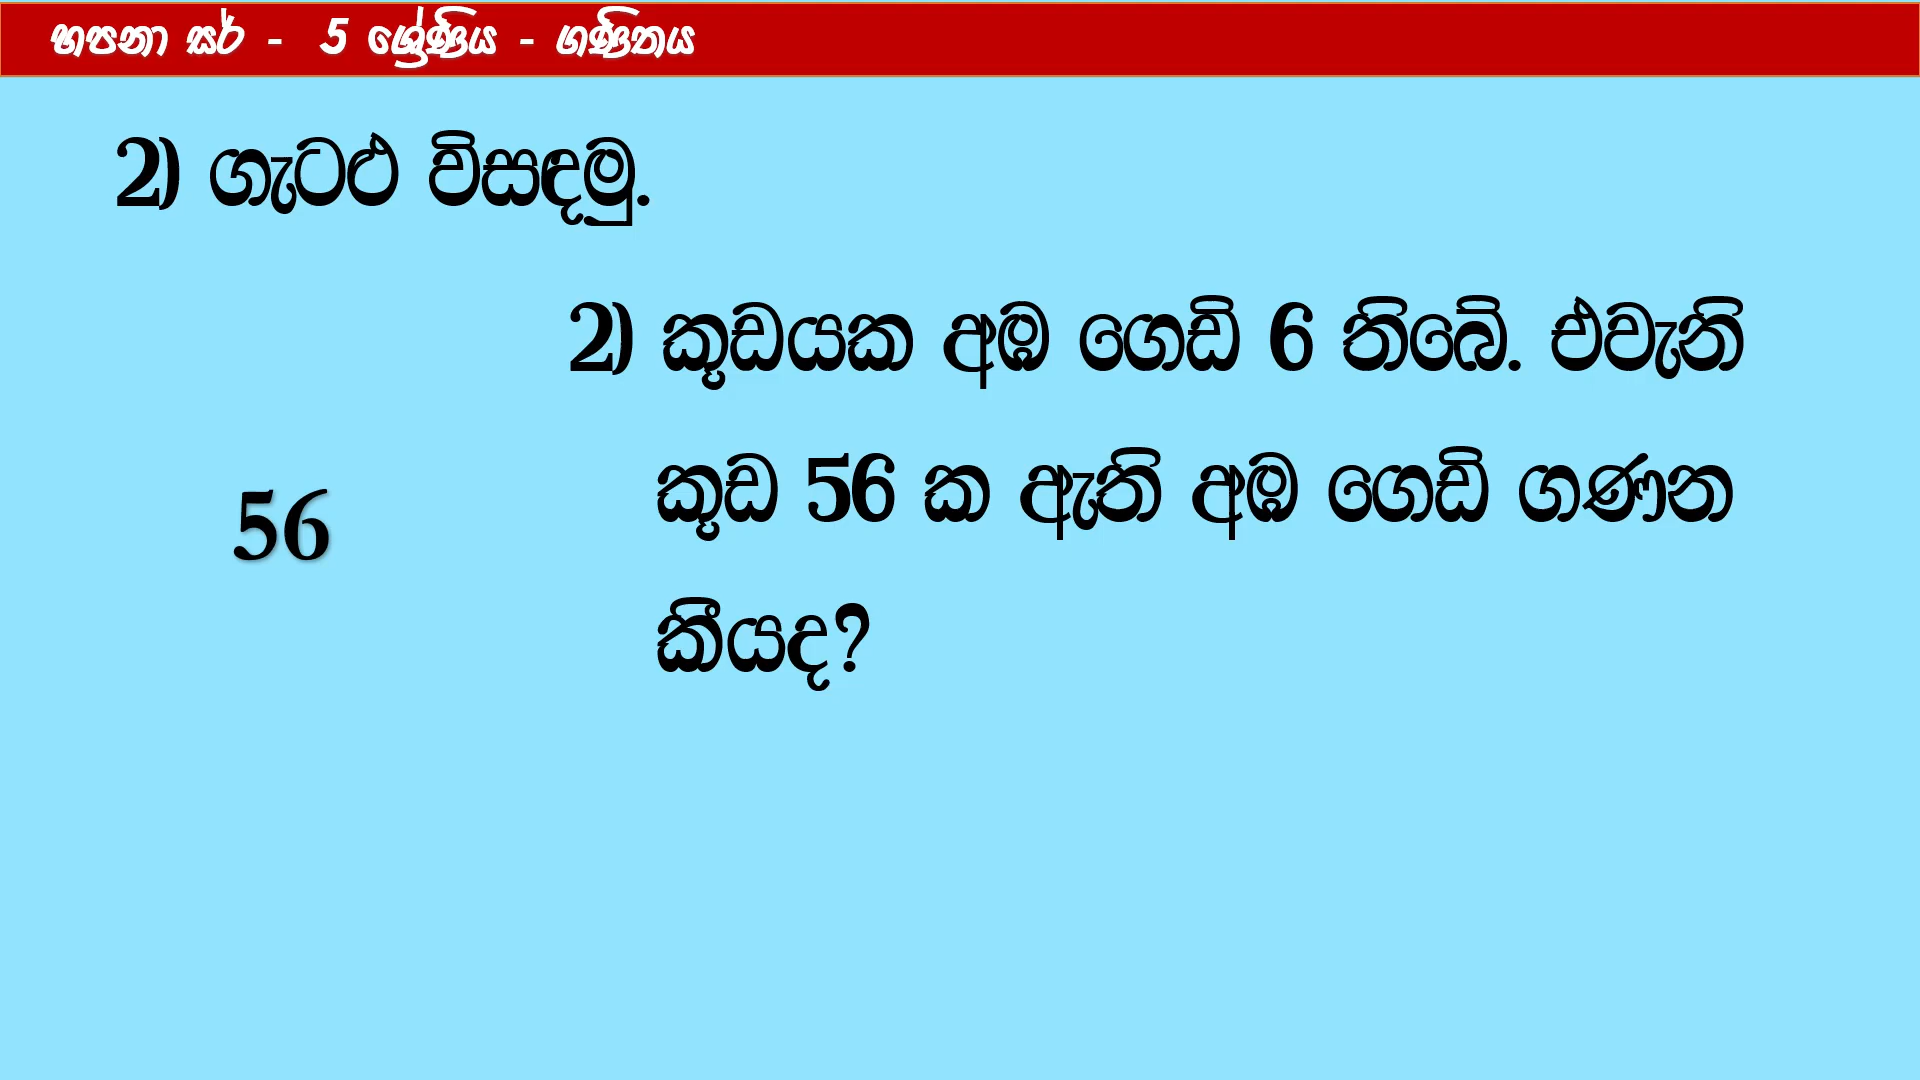 හපනා සර් - 5 ශ්‍රේණිය - ගණිතය
2) ගැටළු විසඳමු.
2) කූඩයක අඹ ගෙඩි 6 තිබේ. එවැනි
කූඩ 56 ක ඇති අඹ ගෙඩි ගණන
කීයද?
56